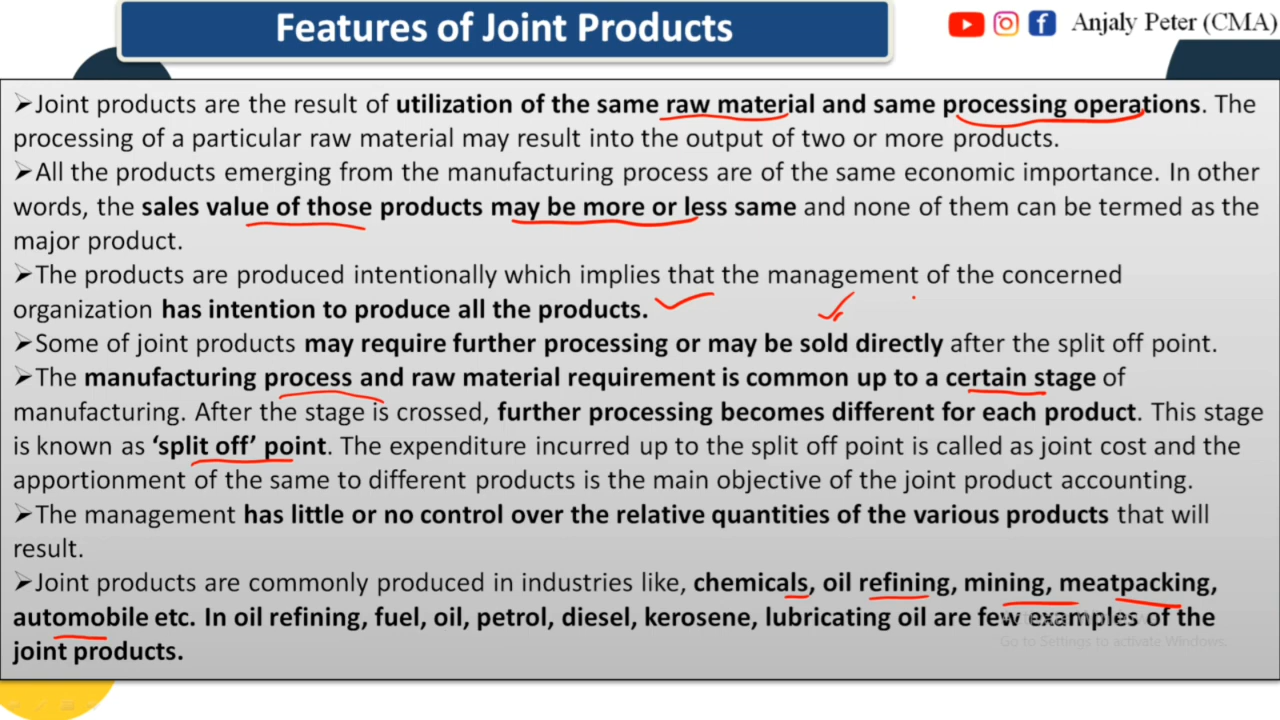 Features of Joint Products
Anjaly Peter (CMA)
➢Joint products are the result of utilization of the same raw material and same processing operations. The
processing of a particular raw material may result into the output of two or more products.
➢All the products emerging from the manufacturing process are of the same economic importance. In other
words, the sales value of those products may be more or less same and none of them can be termed as the
major product.
➢The products are produced intentionally which implies that the management of the concerned
organization has intention to produce all the products.
➢Some of joint products may require further processing or may be sold directly after the split off point.
➢The manufacturing process and raw material requirement is common up to a certain stage of
manufacturing. After the stage is crossed, further processing becomes different for each product. This stage
is known as ‘split off’ point. The expenditure incurred up to the split off point is called as joint cost and the
apportionment of the same to different products is the main objective of the joint product accounting.
➢The management has little or no control over the relative quantities of the various products that will
result.
➢Joint products are commonly produced in industries like, chemicals, oil refining, mining, meatpacking,
automobile etc. In oil refining, fuel, oil, petrol, diesel, kerosene, lubricating oil are few examples of the
joint products.
Activate Windows
Go to Settings to activate Windows.